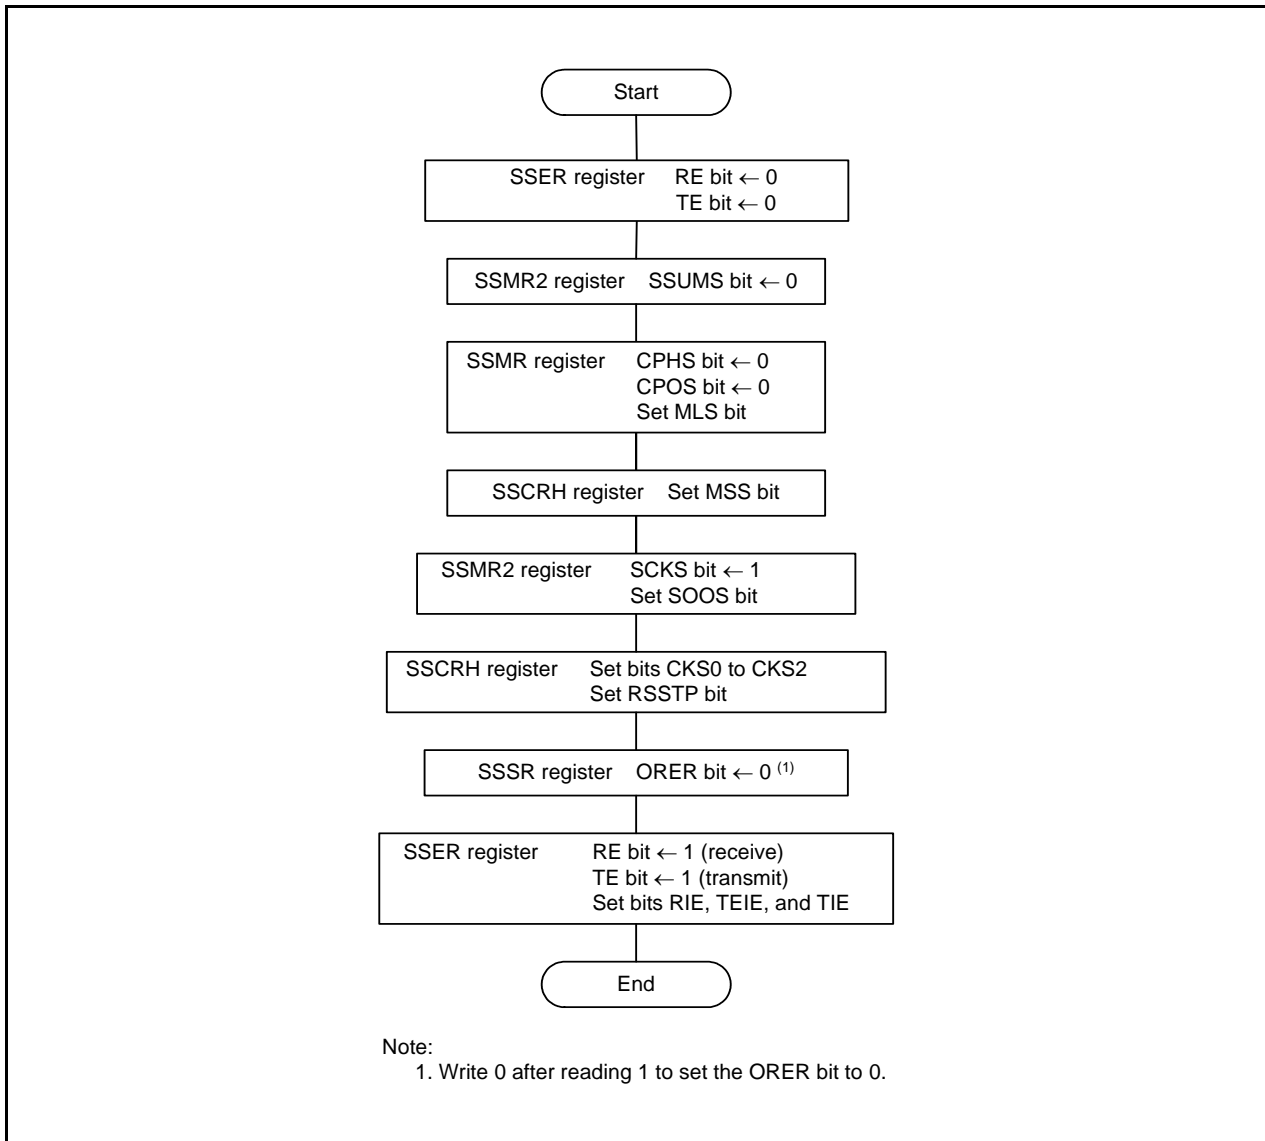 Start
SSER register RE bit ← 0
TE bit ← 0
SSMR2 register SSUMS bit ← 0
SSMR register CPHS bit ← 0
CPOS bit ← 0
Set MLS bit
SSCRH register Set MSS bit
SSMR2 register SCKS bit ← 1
Set SOOS bit
SSCRH register Set bits CKS0 to CKS2
Set RSSTP bit
SSSR register ORER bit ← 0 (1)
SSER register RE bit ← 1 (receive)
TE bit ← 1 (transmit)
Set bits RIE, TEIE, and TIE
End
Note:
1. Write 0 after reading 1 to set the ORER bit to 0.